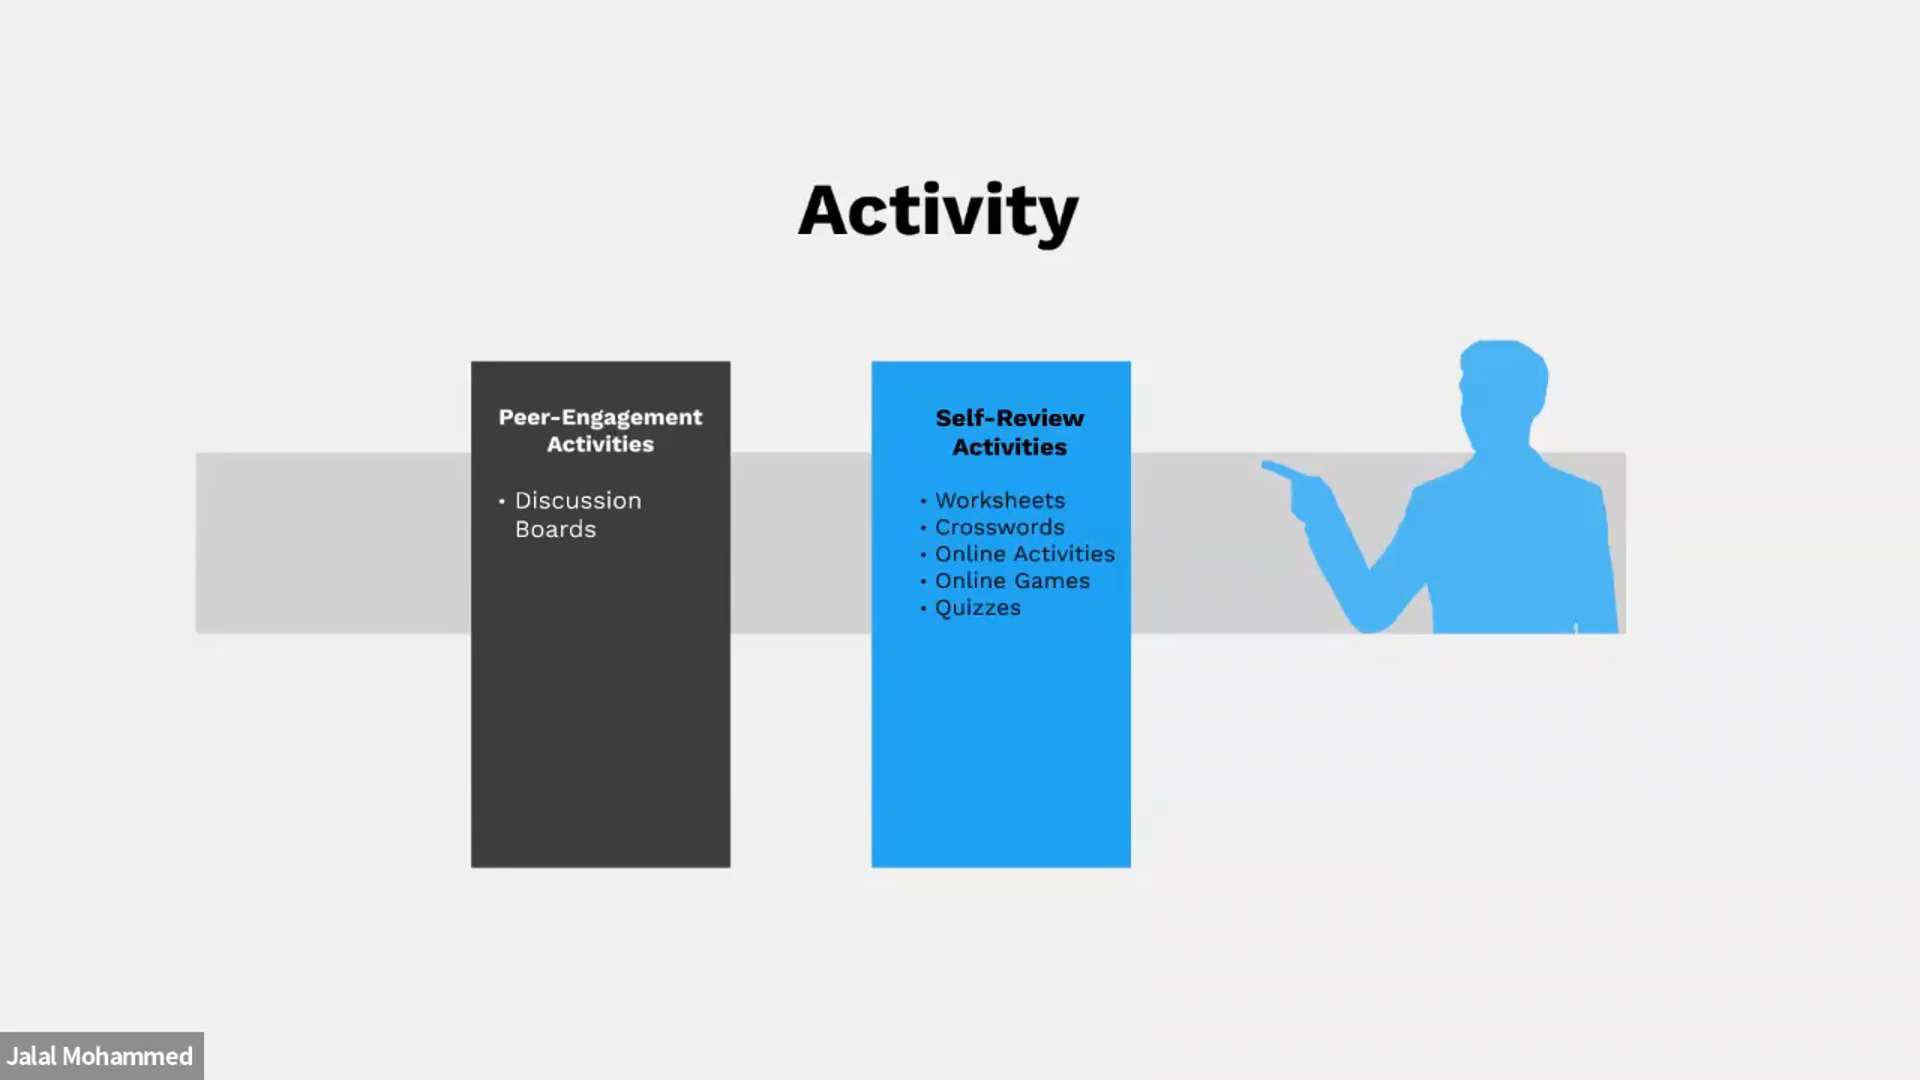 Activity
Peer-Engagement
Activities
• Discussion
Boards
Self-Review
Activities
• Worksheets
• Crosswords
• Online Activities
• Online Games
• Quizzes
Jalal Mohammed